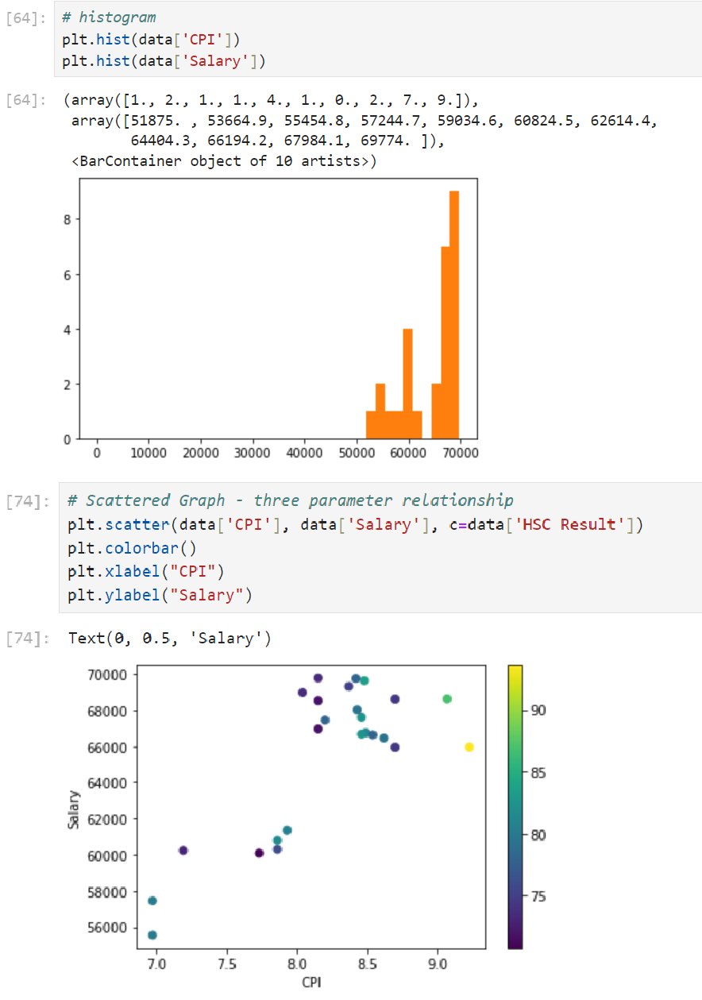 [64]: # histogram
plt.hist(data['CPI'])
plt.hist(data['Salary'])
[64]: (array([1., 2., 1., 1., 4., 1., 0., 2., 7., 9.]),
array([51875. , 53664.9, 55454.8, 57244.7, 59034.6, 60824.5, 62614.4,
64404.3, 66194.2, 67984.1, 69774. ]),
<BarContainer object of 10 artists>)
8
6
4
2
0
0 10000 20000 30000 40000 50000 60000 70000
[74]: # Scattered Graph - three parameter relationship
plt.scatter(data['CPI'], data['Salary'], c=data['HSC Result'])
plt.colorbar()
plt.xlabel("CPI")
plt.ylabel("Salary")
[74]: Text(0, 0.5, 'Salary')
70000
68000
66000
64000
62000
60000
58000
56000
Salary
7.0 7.5 8.0 8.5 9.0
CPI
90
85
80
75